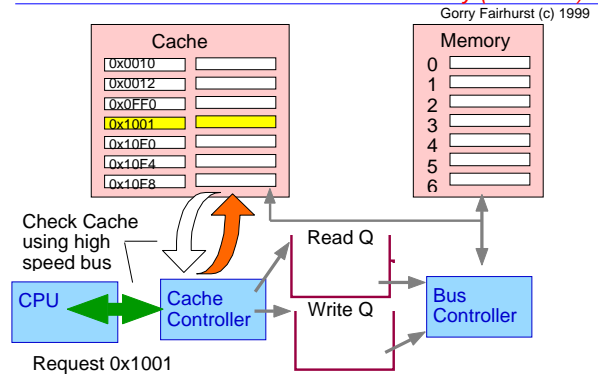 Gorry Fairhurst (c) 1999
Cache
Memory
0x0010
0x0012
0x0FF0
0x1001
0x10F0
0x10F4
0x10F8
0
1
2
3
4
5
6
Check Cache
using high
speed bus
Read Q
CPU
Cache
Controller
Write Q
Bus
Controller
Request 0x1001